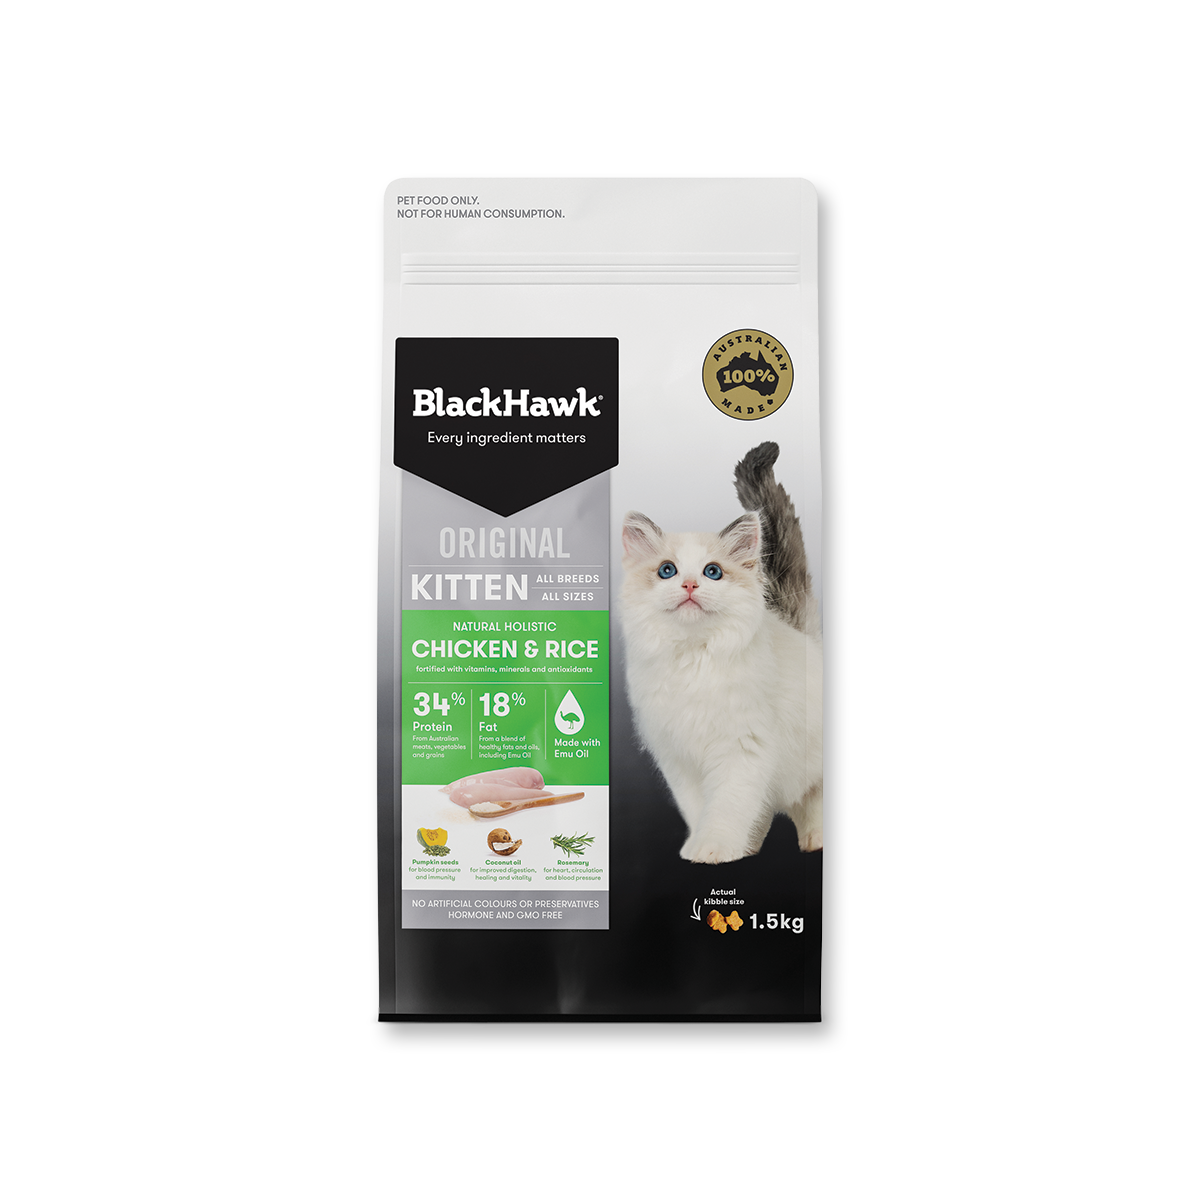 PET FOOD ONLY.
NOT FOR HUMAN CONSUMPTION.
AUSTRALIAN
100%
MADE
BlackHawk®
Every ingredient matters
ORIGINAL
KITTEN
ALL BREEDS
ALL SIZES
NATURAL HOLISTIC
CHICKEN & RICE
fortified with vitamins, minerals and antioxidants
34%
Protein
From Australian
meats, vegetables
and grains
18%
Fat
From a blend of
healthy fats and oils,
including Emu Oil
Made with
Emu Oil
Pumpkin seeds
for blood pressure
and immunity
Coconut oil
for improved digestion,
healing and vitality
Rosemary
for heart, circulation
and blood pressure
NO ARTIFICIAL COLOURS OR PRESERVATIVES
HORMONE AND GMO FREE
Actual
kibble size
1.5kg